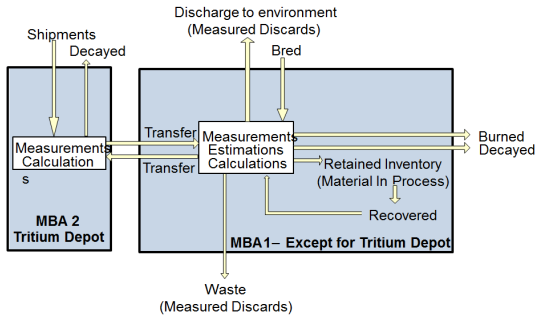 Discharge to environment
(Measured Discards)
Shipments
Decayed
Bred
Transfer
Measurements
Calculation
s
Measurements
Estimations
Calculations
Transfer
Burned
Decayed
Retained Inventory
(Material In Process)
Recovered
MBA 2
Tritium Depot
MBA1– Except for Tritium Depot
Waste
(Measured Discards)